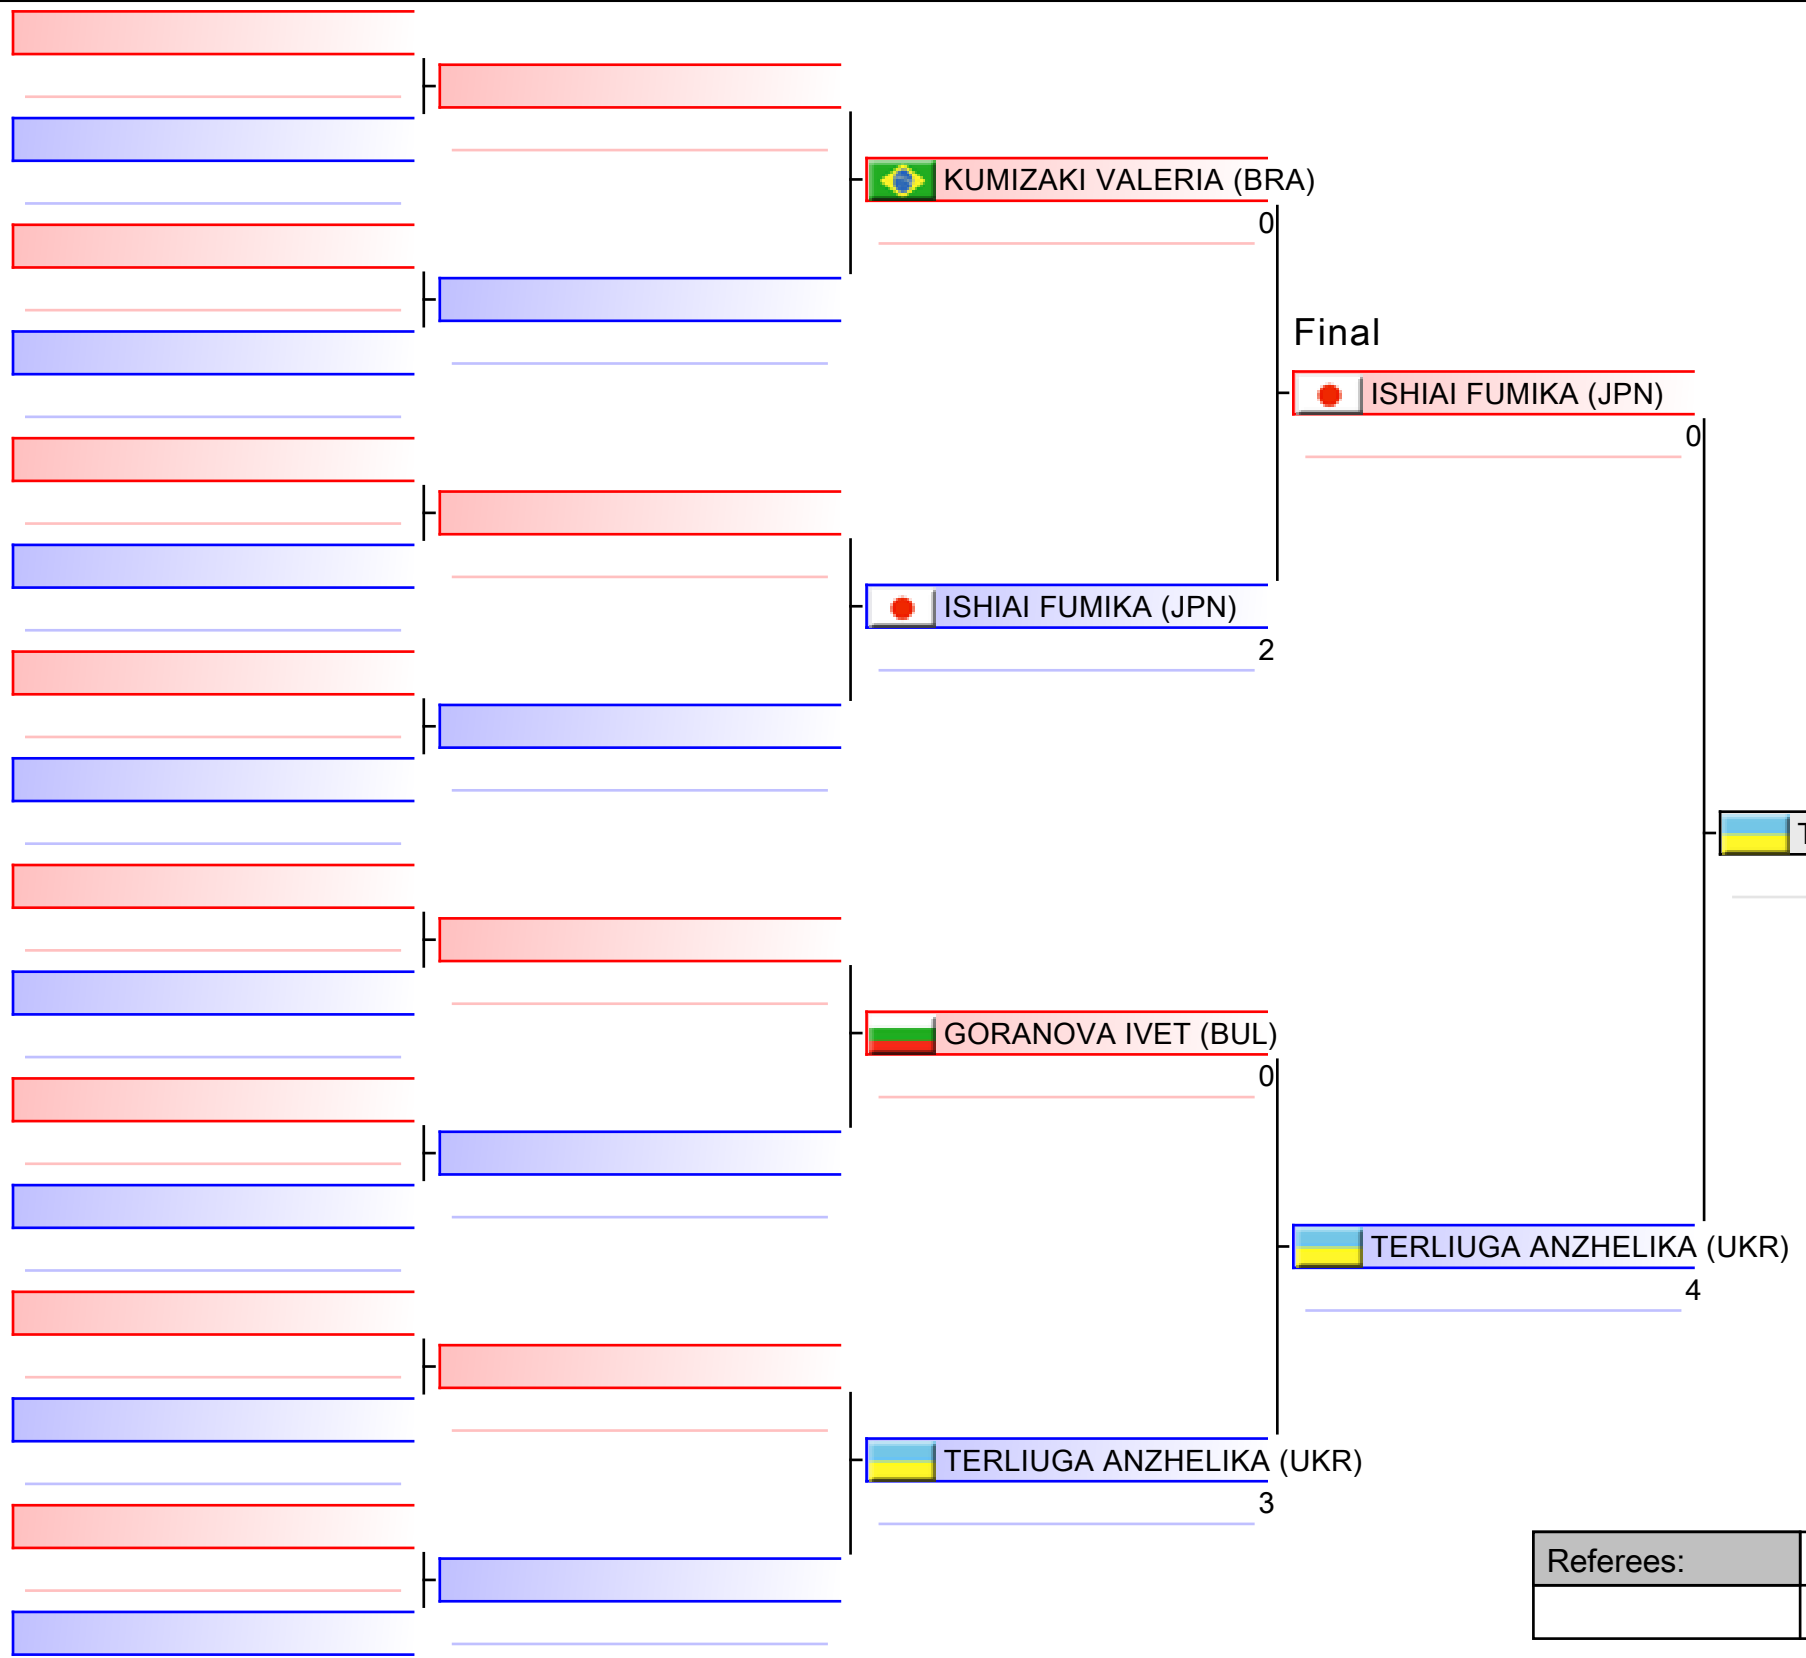 KUMIZAKI VALERIA (BRA)
0
Final
ISHIAI FUMIKA (JPN)
0
ISHIAI FUMIKA (JPN)
2
GORANOVA IVET (BUL)
0
TERLIUGA ANZHELIKA (UKR)
4
TERLIUGA ANZHELIKA (UKR)
3
Referees: